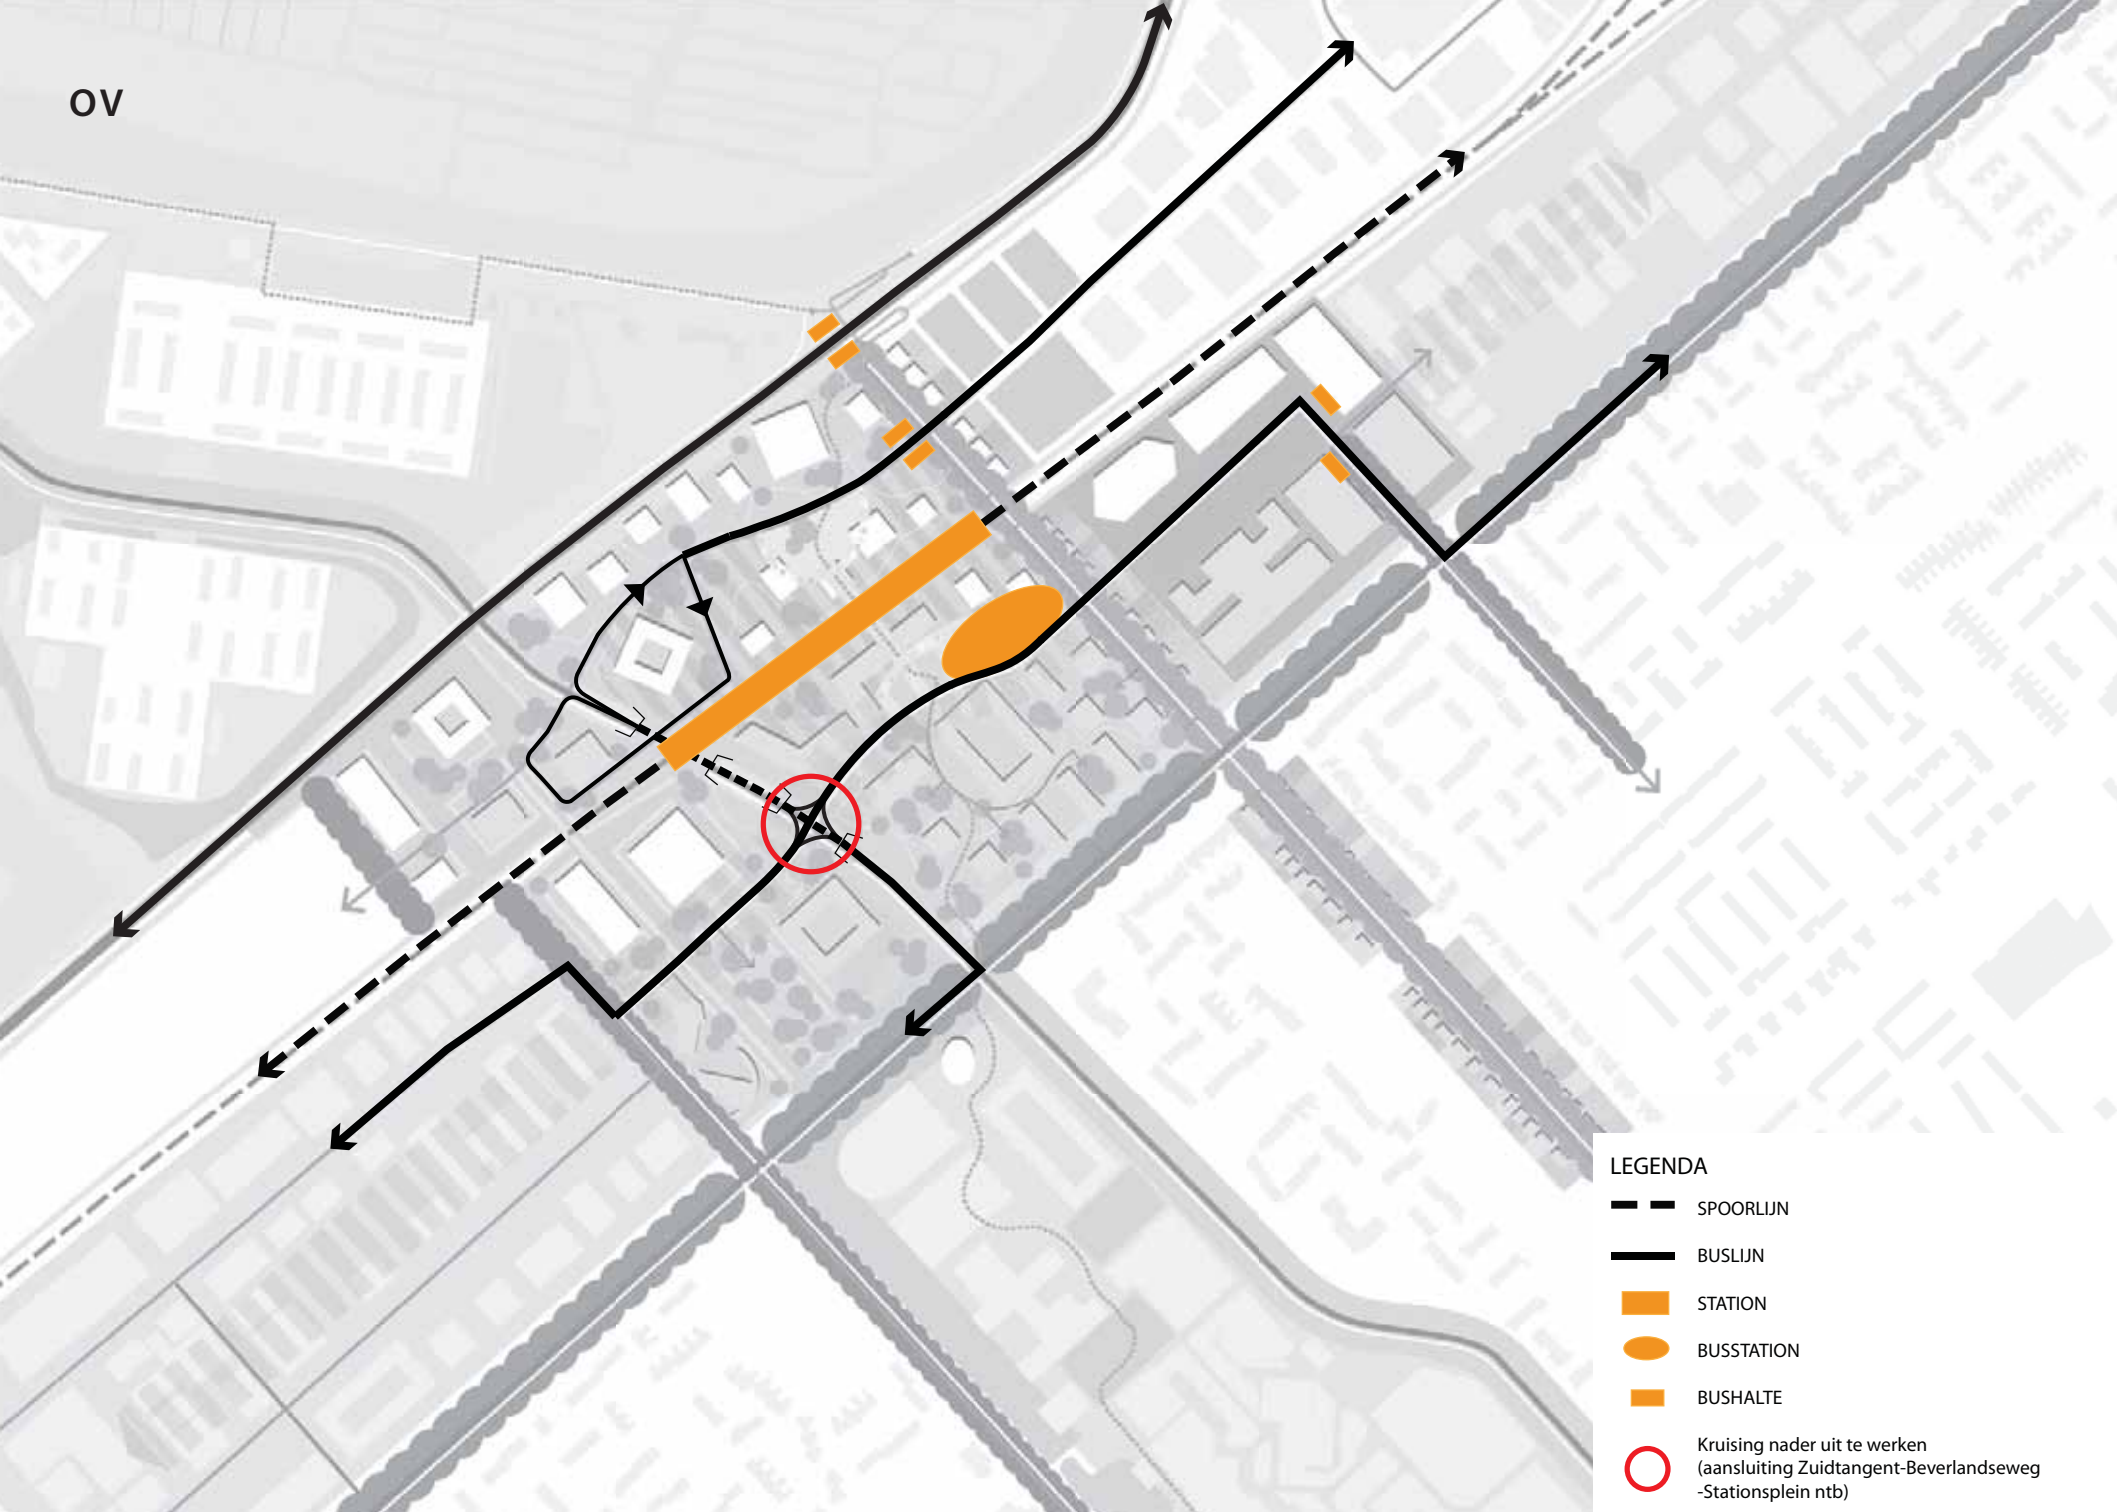 OV
LEGENDA
SPOORLIJN
BUSLIJN
STATION
BUSSTATION
BUSHALTE
Kruising nader uit te werken
(aansluiting Zuidtangent-Beverlandseweg
-Stationsplein ntb)